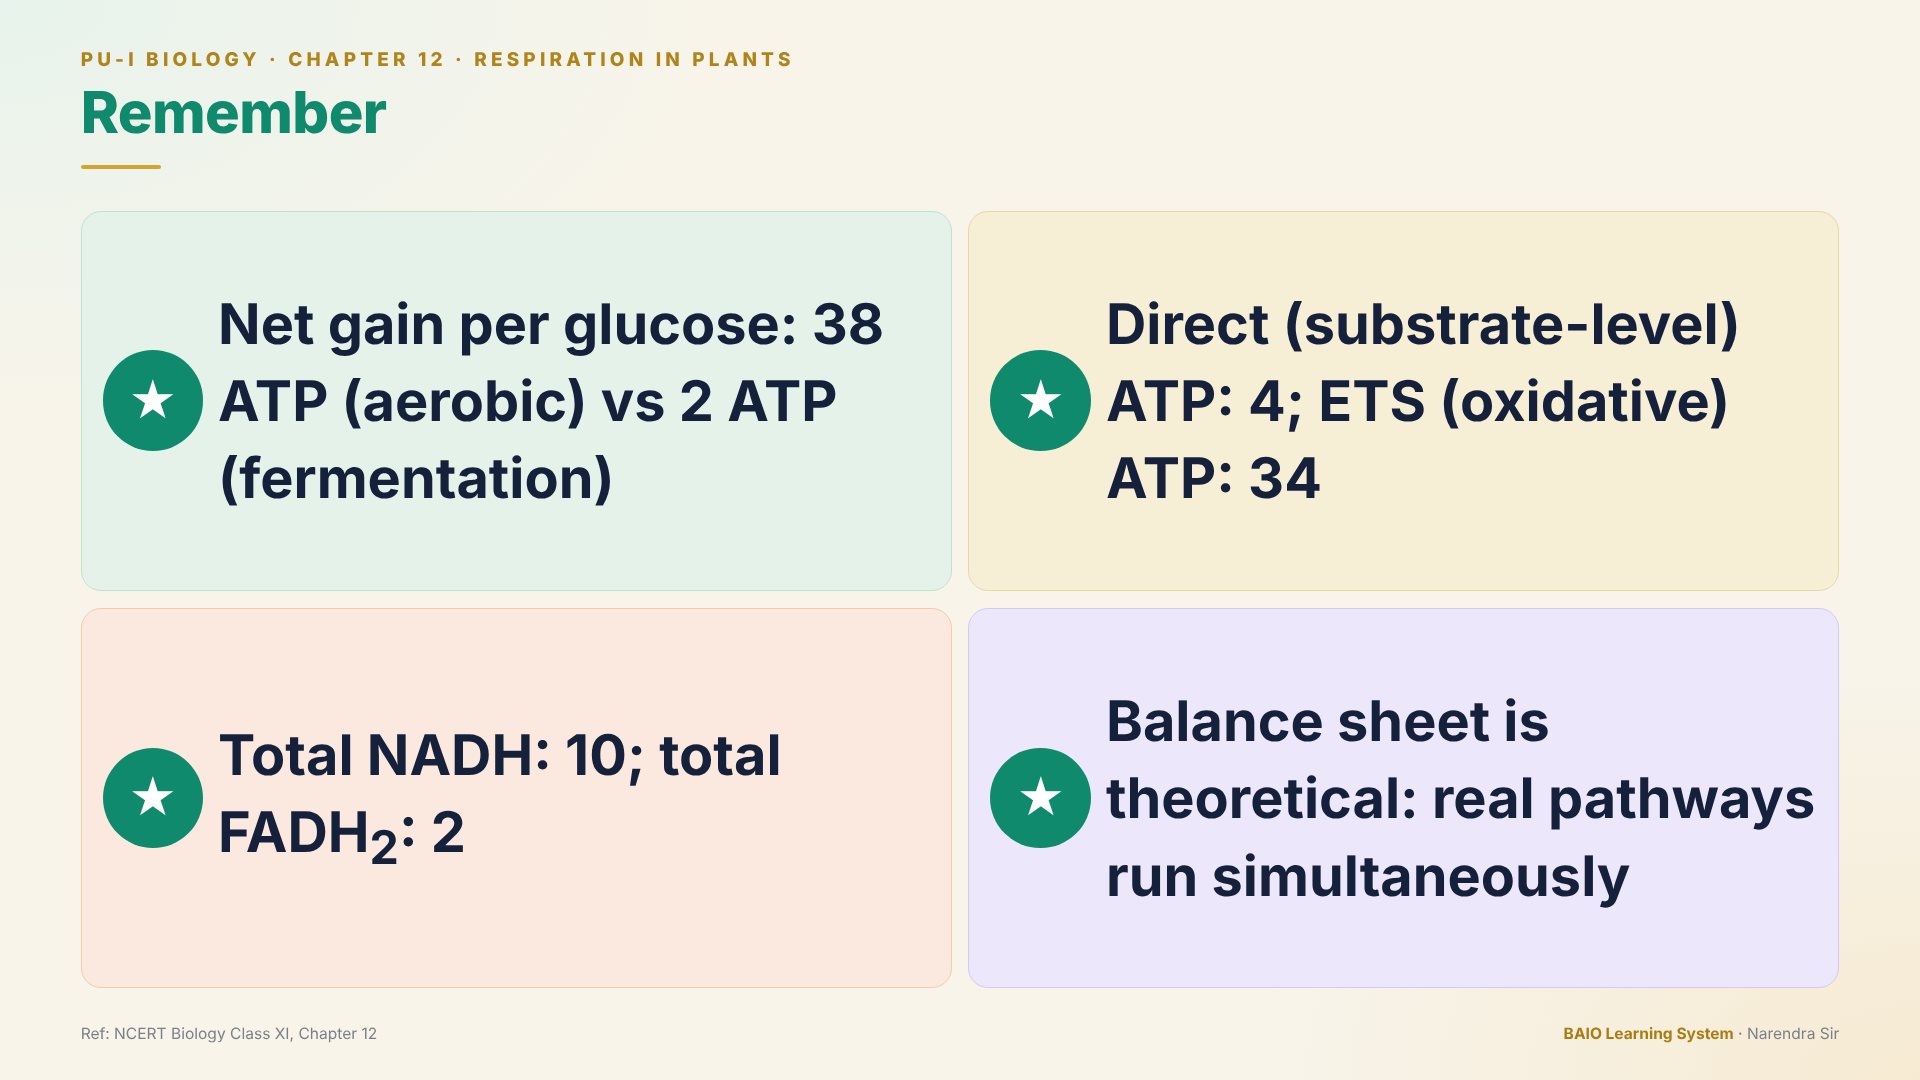 PU-I BIOLOGY · CHAPTER 12 · RESPIRATION IN PLANTS
Remember
Net gain per glucose: 38
ATP (aerobic) vs 2 ATP
(fermentation)
Direct (substrate-level)
ATP: 4; ETS (oxidative)
ATP: 34
Total NADH: 10; total
FADH₂: 2
Balance sheet is
theoretical: real pathways
run simultaneously
Ref: NCERT Biology Class XI, Chapter 12
BAIO Learning System · Narendra Sir